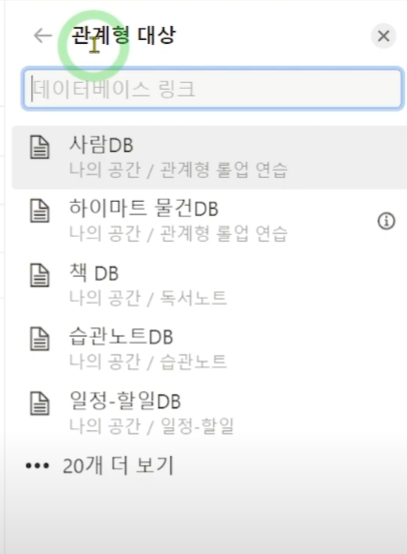 관계형 대상
데이터베이스 링크
사람DB
나의 공간 / 관계형 롤업 연습
하이마트 물건DB
나의 공간 / 관계형 롤업 연습
책 DB
나의 공간 / 독서노트
습관노트DB
나의 공간 / 습관노트
일정-할일DB
나의 공간 / 일정-할일
••• 20개 더 보기